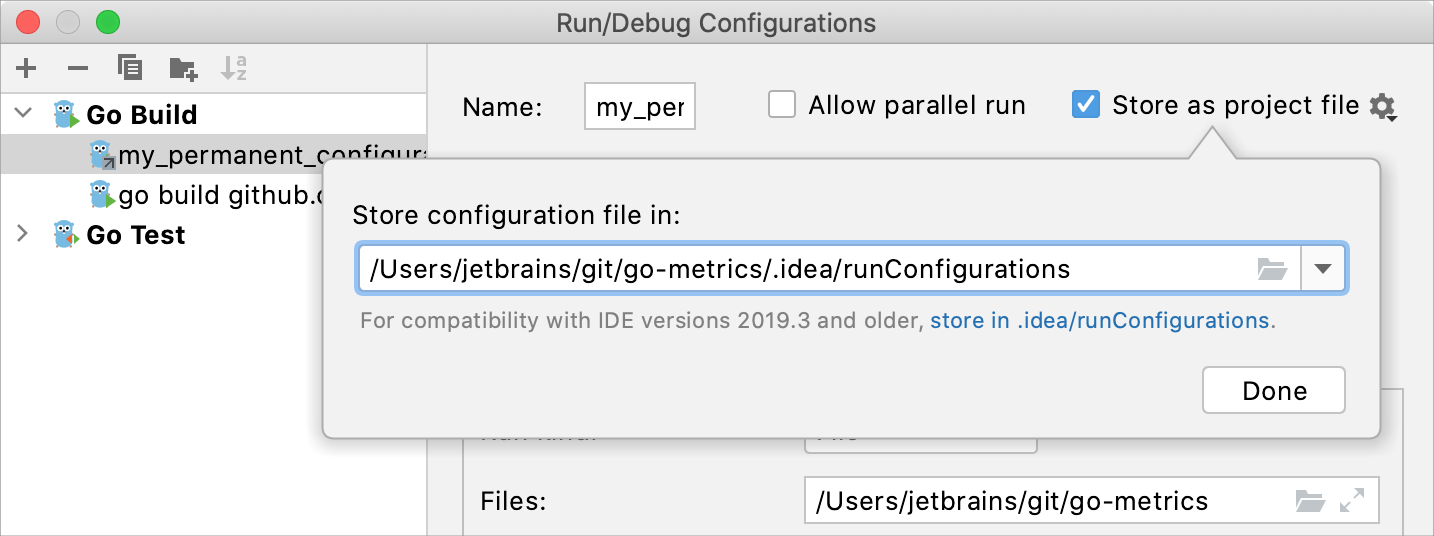 Run/Debug Configurations
Go Build
my_permanent_configura
go build github.c
Go Test
Name: my_per Allow parallel run Store as project file
Store configuration file in:
/Users/jetbrains/git/go-metrics/.idea/runConfigurations
For compatibility with IDE versions 2019.3 and older, store in .idea/runConfigurations.
Done
Files: /Users/jetbrains/git/go-metrics